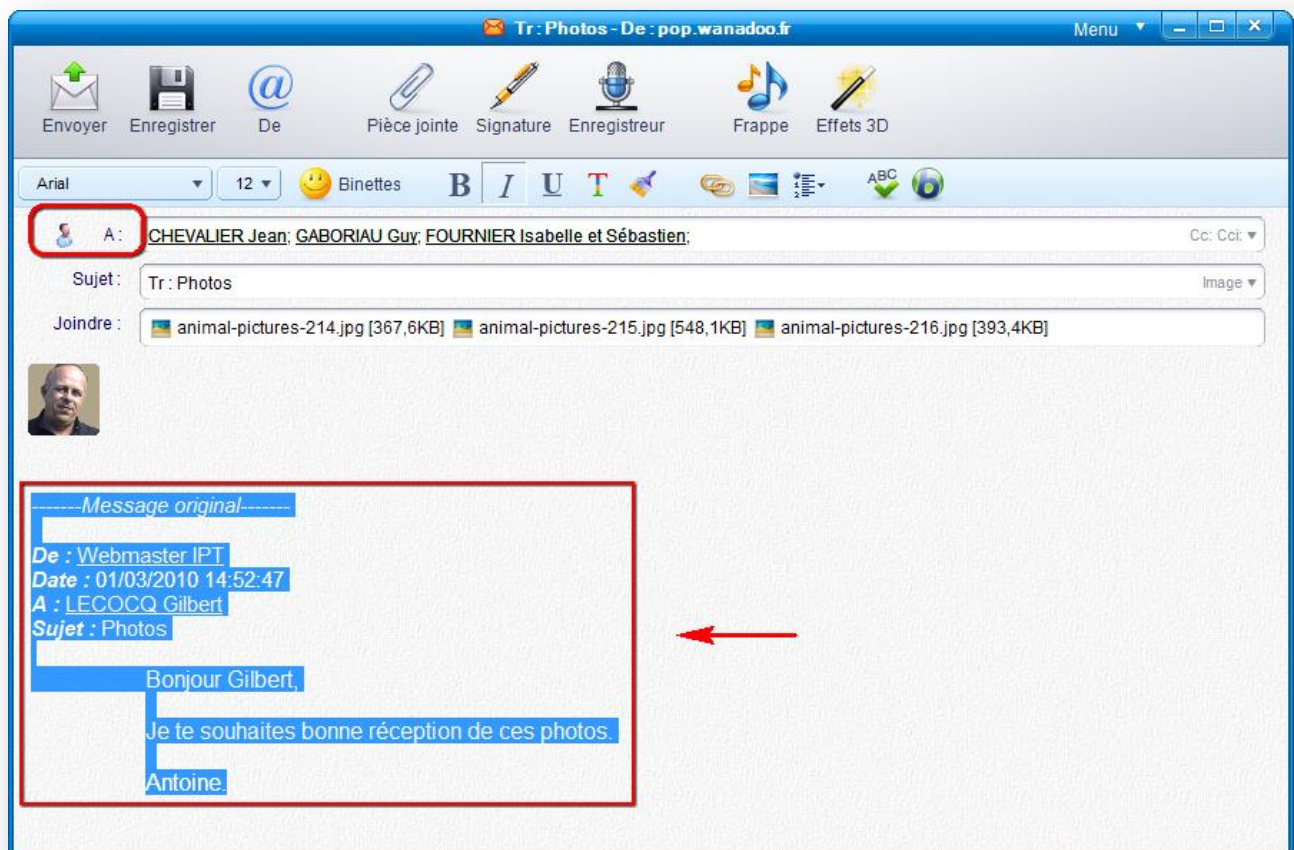 Tr : Photos - De : pop.wanadoo.fr
Menu
Envoyer Enregistrer De Pièce jointe Signature Enregistreur Frappe Effets 3D
Arial 12 Binettes B I U T ABC b
A : CHEVALIER Jean; GABORIAU Guy; FOURNIER Isabelle et Sébastien; Cc: Cci:
Sujet : Tr : Photos Image
Joindre : animal-pictures-214.jpg [367,6KB] animal-pictures-215.jpg [548,1KB] animal-pictures-216.jpg [393,4KB]
-------Message original-------
De : Webmaster IPT
Date : 01/03/2010 14:52:47
A : LECOCQ Gilbert
Sujet : Photos
Bonjour Gilbert,
Je te souhaites bonne réception de ces photos.
Antoine.